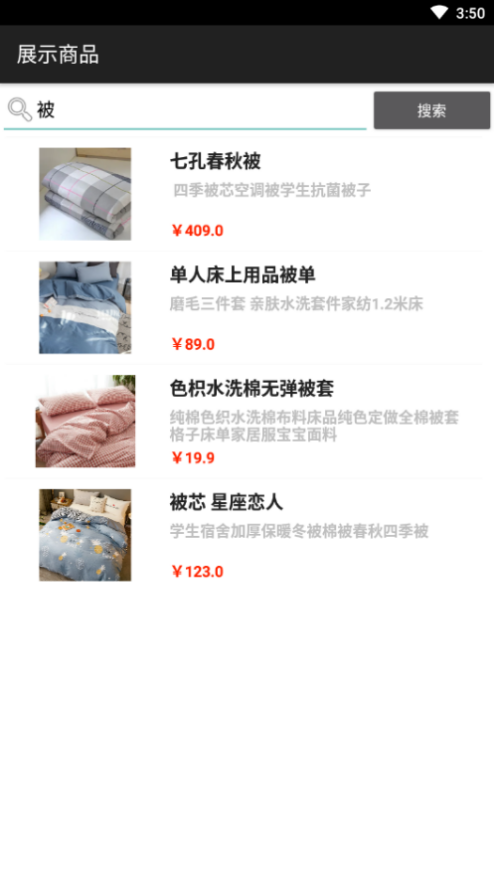 3:50
展示商品
被
搜索
七孔春秋被
四季被芯空调被学生抗菌被子
￥409.0
单人床上用品被单
磨毛三件套 亲肤水洗套件家纺1.2米床
￥89.0
色枳水洗棉无弹被套
纯棉色织水洗棉布料床品纯色定做全棉被套
格子床单家居服宝宝面料
￥19.9
被芯 星座恋人
学生宿舍加厚保暖冬被棉被春秋四季被
￥123.0